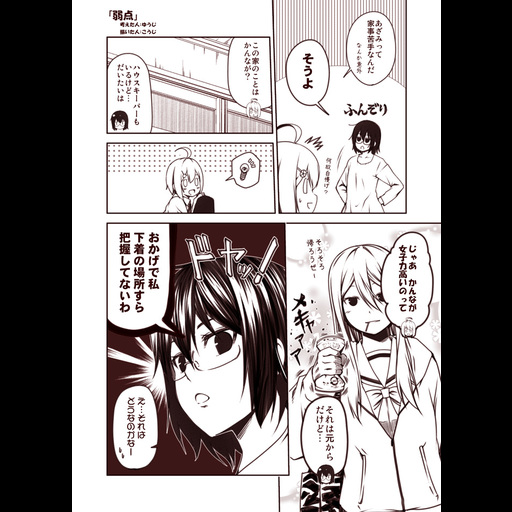 「弱点」
考えたん：ゆうじ
描いたん：こうじ
あざみって
家事苦手なんだ
なんか意外
そうよ
ふんぞり
何故自慢げ？
この家のことは
かんなが？
ハウスキーパーも
いるけど…
だいたいは
じゃあ かんなが
女子力高いのって
そろそろ
帰ろうぜ〜
メキャァァァ
それは元から
だけど…
ドヤッ！
おかげで私
下着の場所すら
把握してないわ
え…それは
どうなのかなー